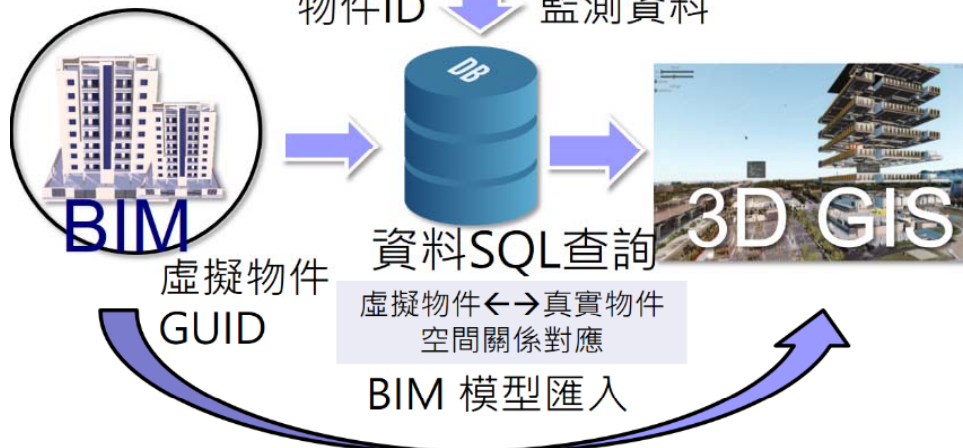 物件ID 監測資料
DB
BIM
3D GIS
資料SQL查詢
虛擬物件
GUID
虛擬物件←→真實物件
空間關係對應
BIM 模型匯入